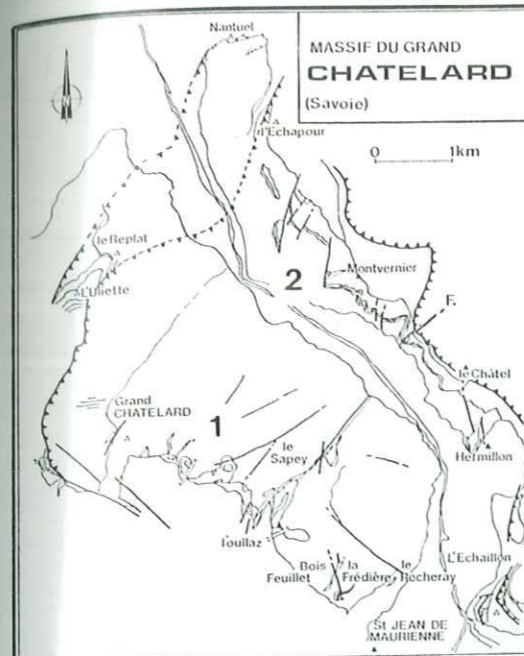 MASSIF DU GRAND
CHATELARD
(Savoie)
0 1km
N
Nantuel
l'Echapour
le Replat
L'Uliette
2
Montvernier
F.
le Châtel
Grand
CHATELARD
1
le
Sapey
Hermillon
Toullaz
L'Echaillon
Bois
Feuillet
la
Frédière
le
Rocheray
St JEAN DE
MAURIENNE